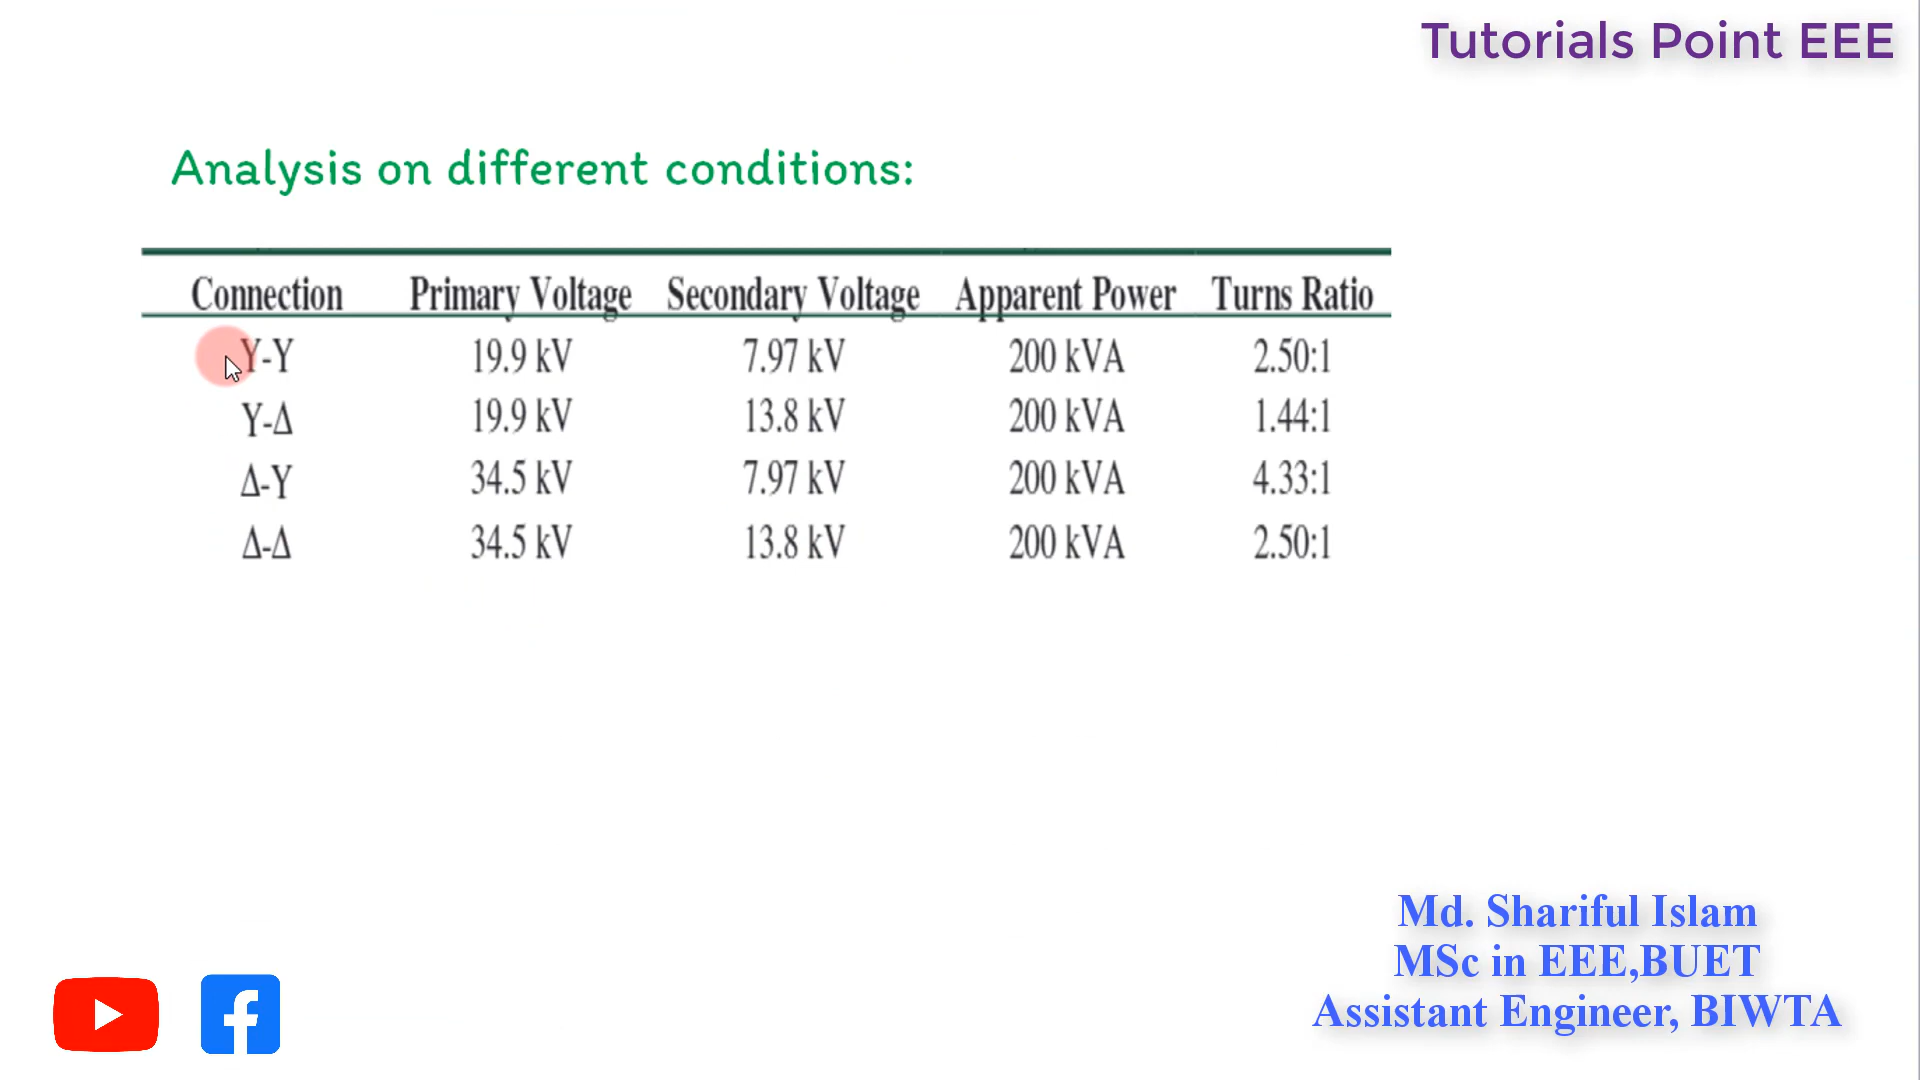 Tutorials Point EEE
Analysis on different conditions:
Connection Primary Voltage Secondary Voltage Apparent Power Turns Ratio
Y-Y 19.9 kV 7.97 kV 200 kVA 2.50:1
Y-Δ 19.9 kV 13.8 kV 200 kVA 1.44:1
Δ-Y 34.5 kV 7.97 kV 200 kVA 4.33:1
Δ-Δ 34.5 kV 13.8 kV 200 kVA 2.50:1
Md. Shariful Islam
MSc in EEE,BUET
Assistant Engineer, BIWTA